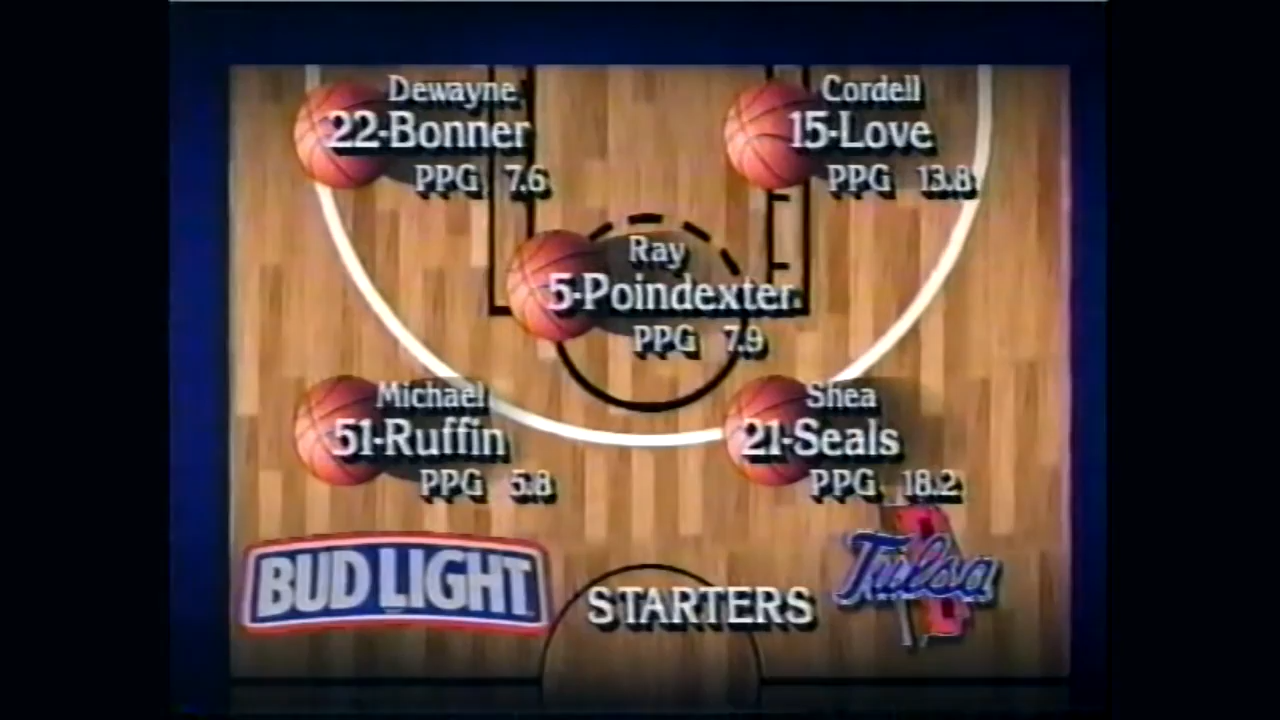 Dewayne
22-Bonner
PPG 7.6
Cordell
15-Love
PPG 13.8
Ray
5-Poindexter
PPG 7.9
Michael
51-Ruffin
PPG 5.8
Shea
21-Seals
PPG 18.2
BUD LIGHT
STARTERS
Tulsa